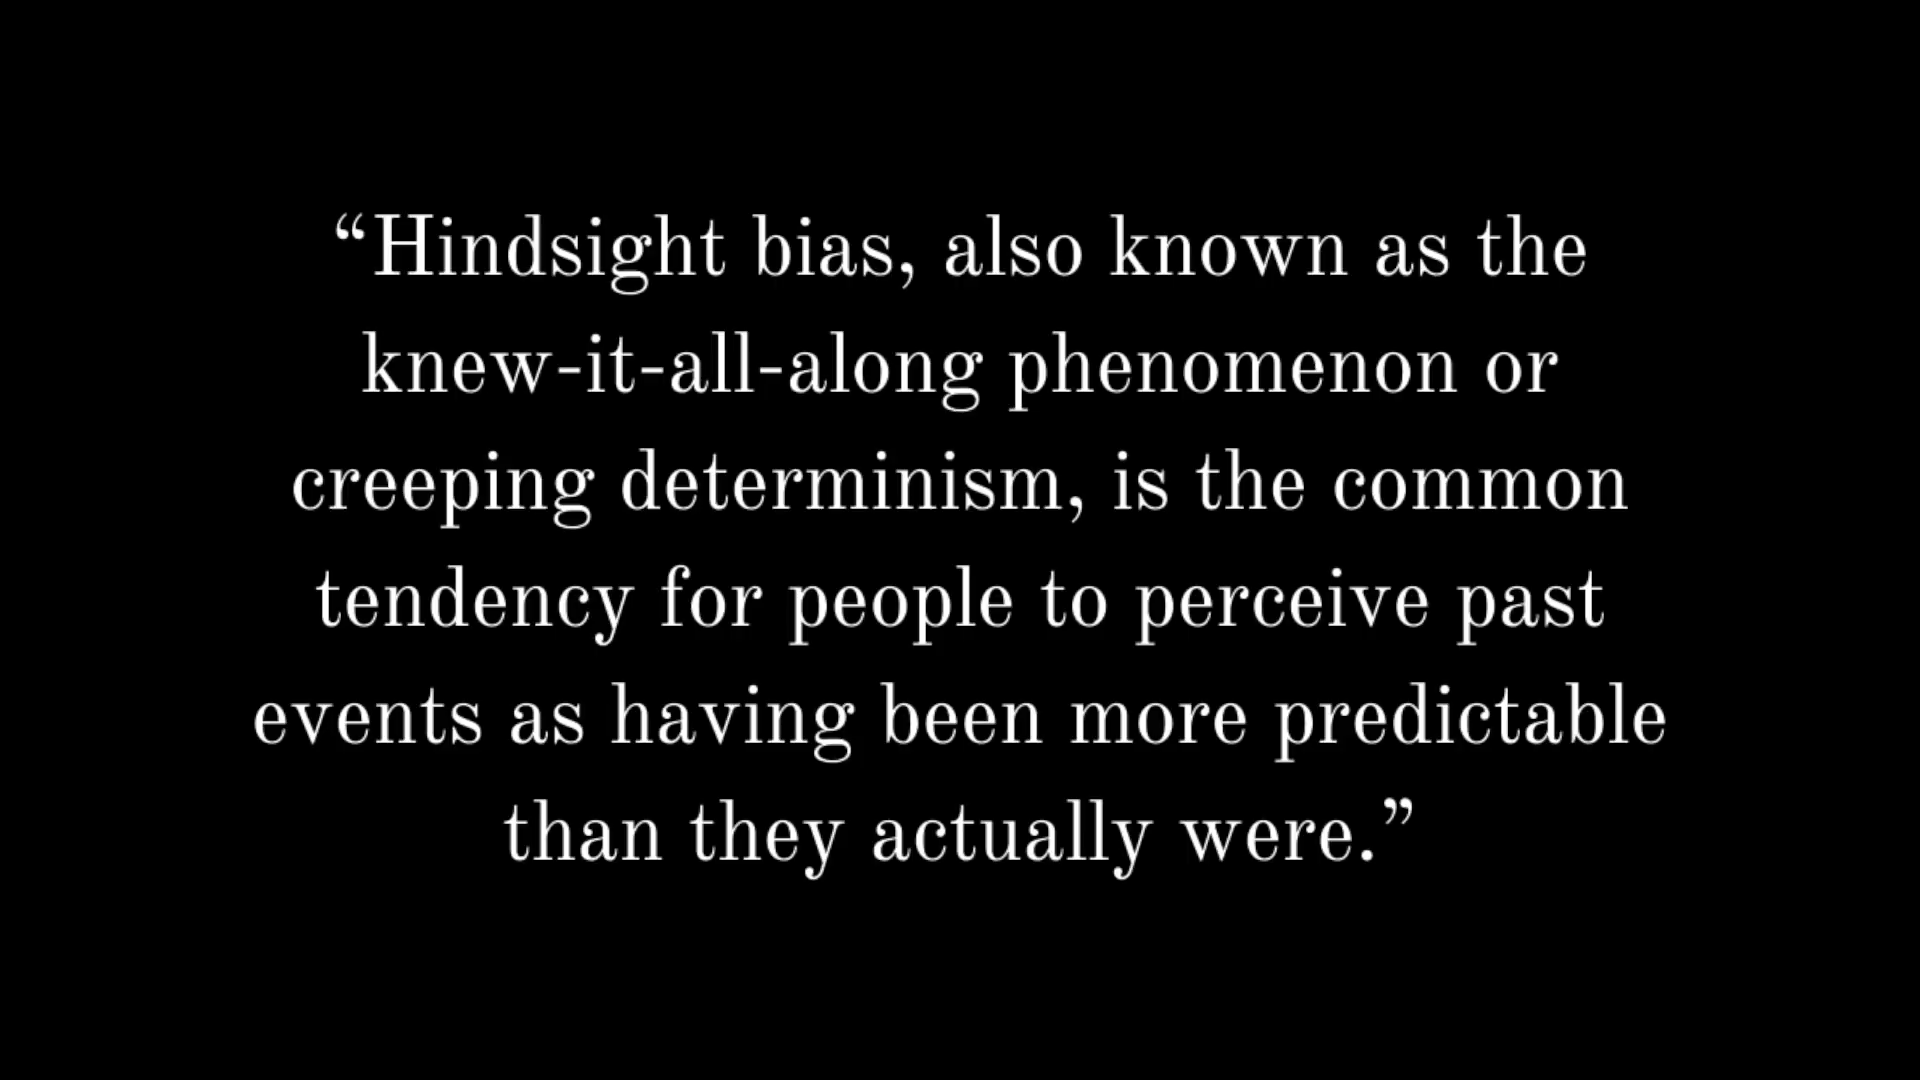 “Hindsight bias, also known as the
knew-it-all-along phenomenon or
creeping determinism, is the common
tendency for people to perceive past
events as having been more predictable
than they actually were.”